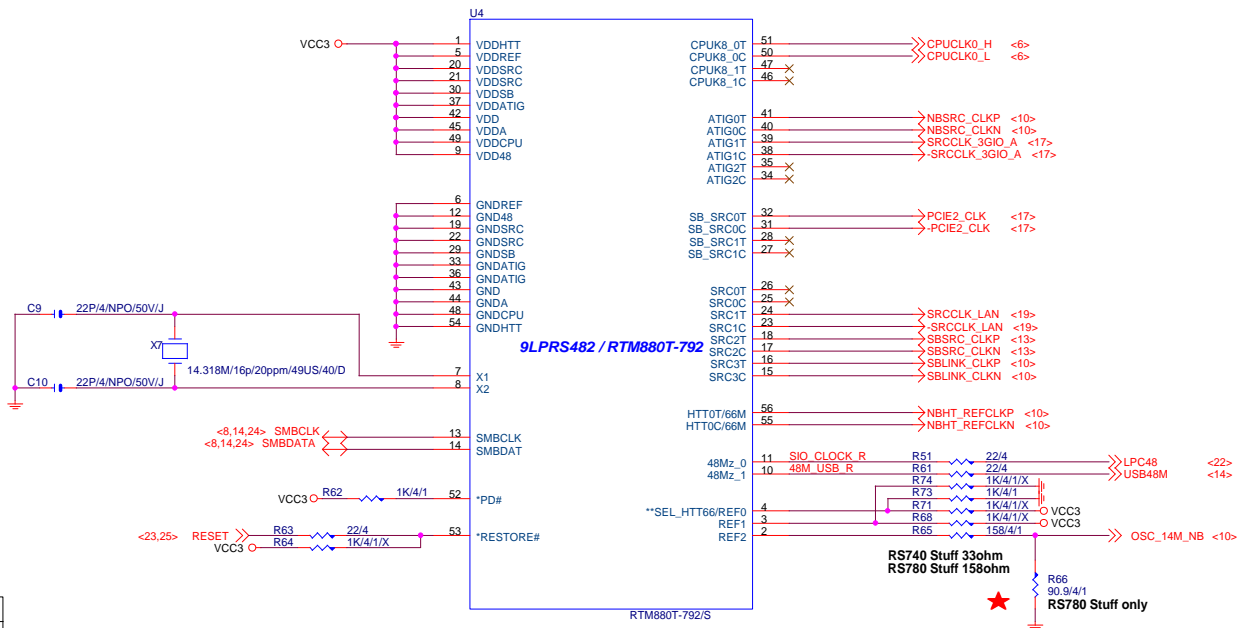 U4
VCC3
1 VDDHTT
5 VDDREF
20 VDDSRC
21 VDDSRC
30 VDDSB
37 VDDATIG
42 VDD
45 VDDA
49 VDDCPU
9 VDD48
6 GNDREF
12 GND48
19 GNDSRC
22 GNDSRC
29 GNDSB
33 GNDATIG
36 GNDATIG
43 GND
44 GNDA
48 GNDCPU
54 GNDHTT
C9 22P/4/NPO/50V/J
X7
14.318M/16p/20ppm/49US/40/D
C10 22P/4/NPO/50V/J
7 X1
8 X2
<8,14,24> SMBCLK 13 SMBCLK
<8,14,24> SMBDATA 14 SMBDAT
VCC3 R62 1K/4/1 52 *PD#
<23,25> RESET R63 22/4 53 *RESTORE#
VCC3 R64 1K/4/1/X
9LPRS482 / RTM880T-792
CPUK8_0T 51 CPUCLK0_H <6>
CPUK8_0C 50 CPUCLK0_L <6>
CPUK8_1T 47
CPUK8_1C 46
ATIG0T 41 NBSRC_CLKP <10>
ATIG0C 40 NBSRC_CLKN <10>
ATIG1T 39 SRCCLK_3GIO_A <17>
ATIG1C 38 -SRCCLK_3GIO_A <17>
ATIG2T 35
ATIG2C 34
SB_SRC0T 32 PCIE2_CLK <17>
SB_SRC0C 31 -PCIE2_CLK <17>
SB_SRC1T 28
SB_SRC1C 27
SRC0T 26
SRC0C 25
SRC1T 24 SRCCLK_LAN <19>
SRC1C 23 -SRCCLK_LAN <19>
SRC2T 18 SBSRC_CLKP <13>
SRC2C 17 SBSRC_CLKN <13>
SRC3T 16 SBLINK_CLKP <10>
SRC3C 15 SBLINK_CLKN <10>
HTT0T/66M 56 NBHT_REFCLKP <10>
HTT0C/66M 55 NBHT_REFCLKN <10>
48Mz_0 11 SIO_CLOCK_R R51 22/4 LPC48 <22>
48Mz_1 10 48M_USB_R R61 22/4 USB48M <14>
R74 1K/4/1/X
R73 1K/4/1
**SEL_HTT66/REF0 4 R71 1K/4/1/X VCC3
REF1 3 R68 1K/4/1/X VCC3
REF2 2 R65 158/4/1 OSC_14M_NB <10>
RS740 Stuff 33ohm
RS780 Stuff 158ohm
R66
90.9/4/1
RS780 Stuff only
RTM880T-792/S